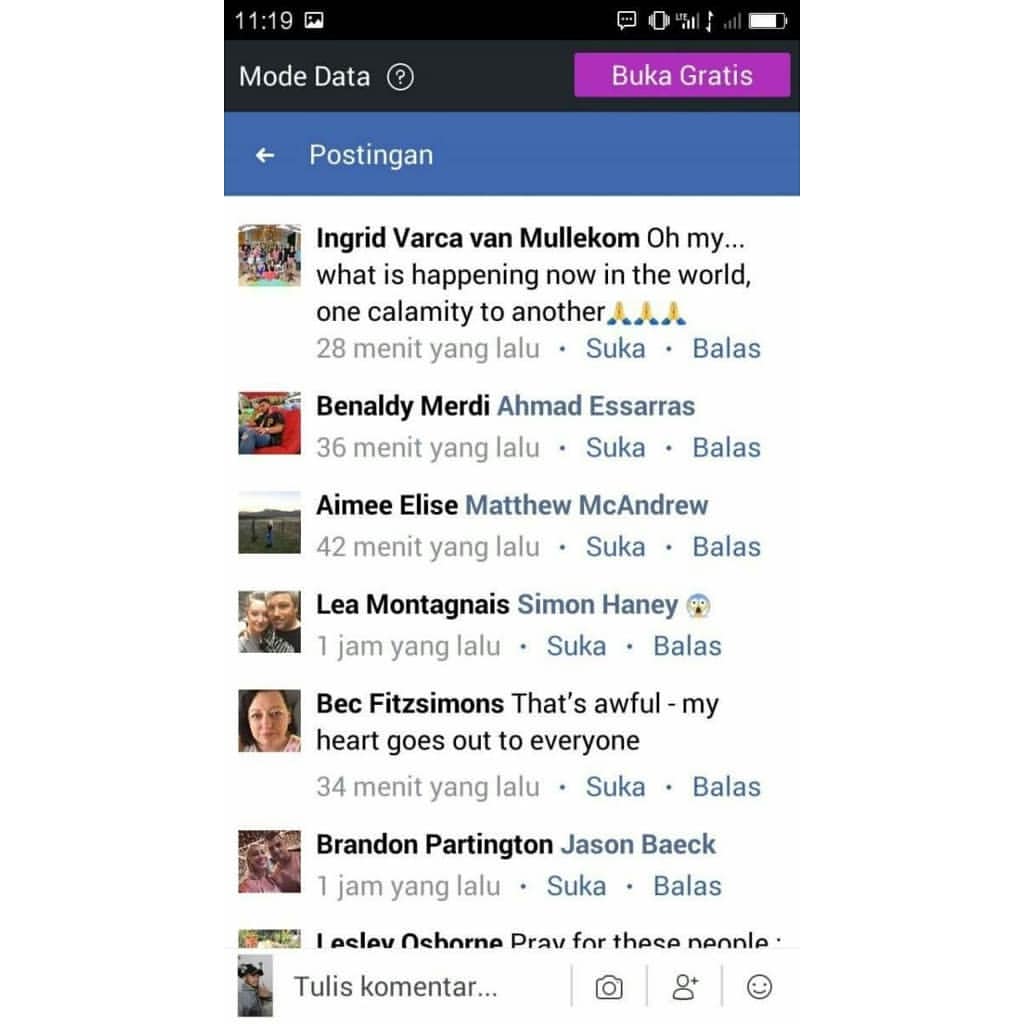 11:19
LTE
Mode Data ?
Buka Gratis
Postingan
Ingrid Varca van Mullekom Oh my...
what is happening now in the world,
one calamity to another🙏🙏🙏
28 menit yang lalu • Suka • Balas
Benaldy Merdi Ahmad Essarras
36 menit yang lalu • Suka • Balas
Aimee Elise Matthew McAndrew
42 menit yang lalu • Suka • Balas
Lea Montagnais Simon Haney 😱
1 jam yang lalu • Suka • Balas
Bec Fitzsimons That's awful - my
heart goes out to everyone
34 menit yang lalu • Suka • Balas
Brandon Partington Jason Baeck
1 jam yang lalu • Suka • Balas
Lesley Osborne Pray for these people :
Tulis komentar...